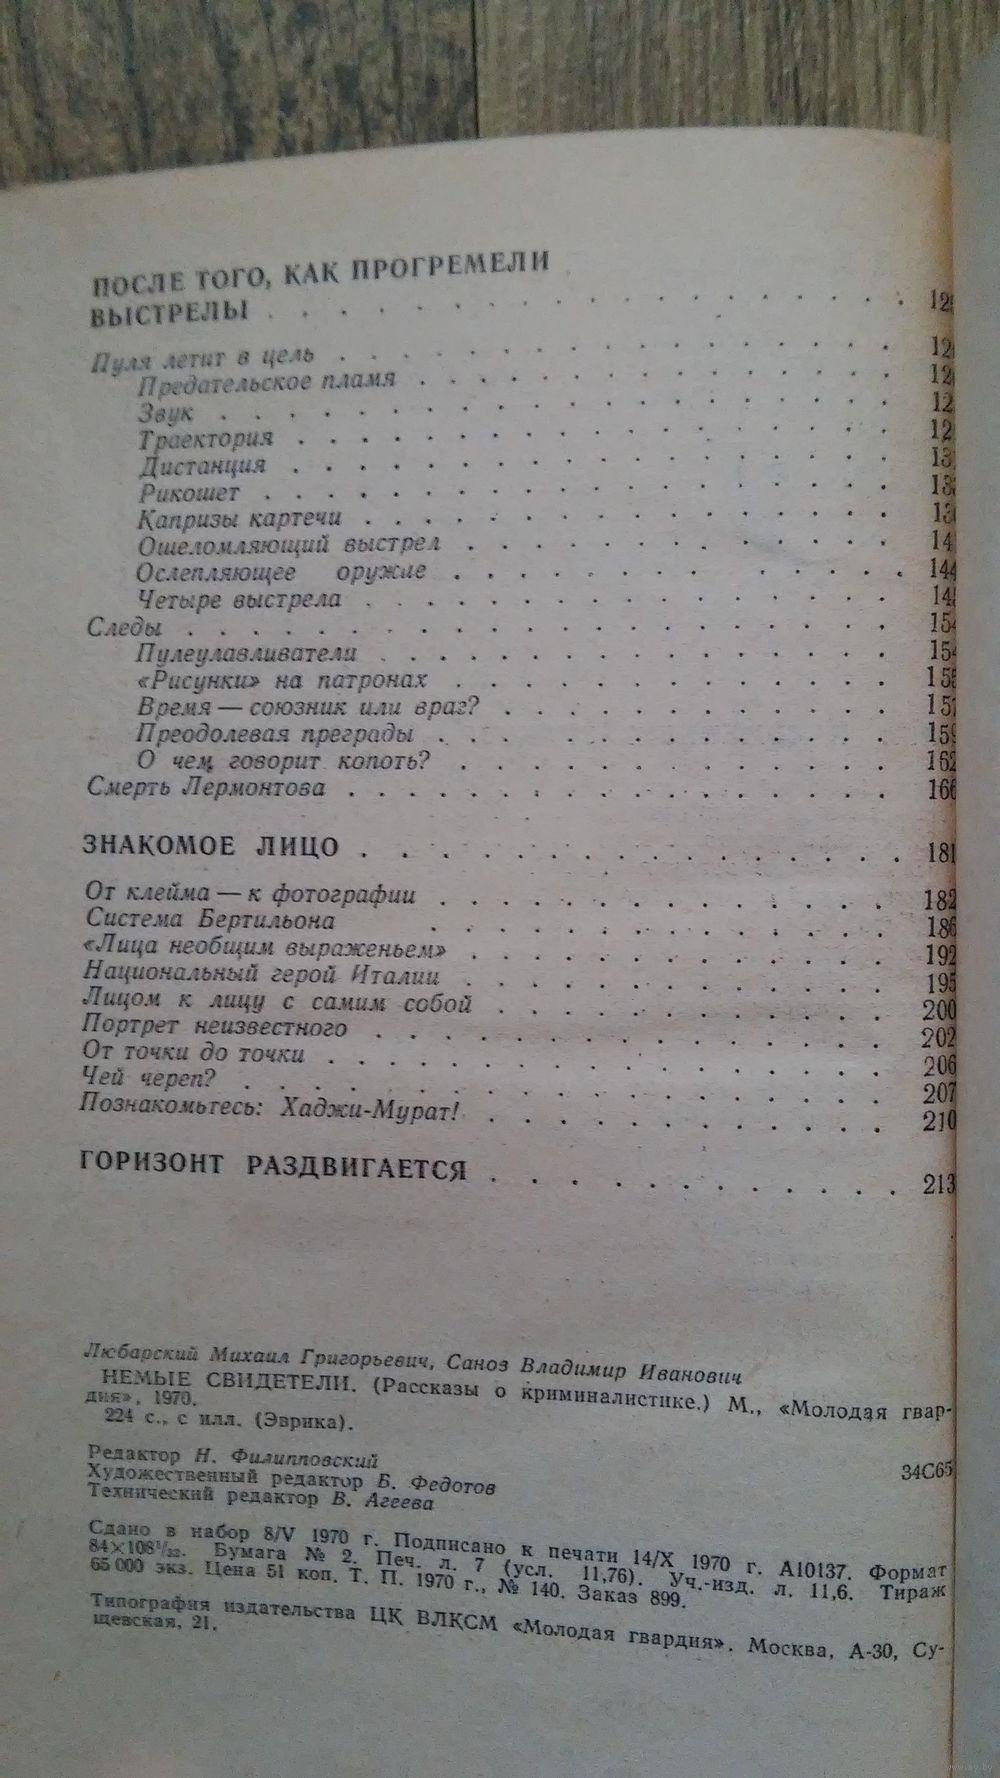 ПОСЛЕ ТОГО, КАК ПРОГРЕМЕЛИ
ВЫСТРЕЛЫ . . . . . . . . . . . . . . . . .
Пуля летит в цель . . . . . . . . . . . . . .
Предательское пламя . . . . . . . . . . . . .
Звук . . . . . . . . . . . . . . . . .
Траектория . . . . . . . . . . . . . . .
Дистанция . . . . . . . . . . . . . . .
Рикошет . . . . . . . . . . . . . . . .
Капризы картечи . . . . . . . . . . . . .
Ошеломляющий выстрел . . . . . . . . . . .
Ослепляющее оружие . . . . . . . . . . . 144
Четыре выстрела . . . . . . . . . . . . .
Следы . . . . . . . . . . . . . . . . . 154
Пулеулавливатели . . . . . . . . . . . . 154
«Рисунки» на патронах . . . . . . . . . . . 155
Время — союзник или враг? . . . . . . . . . 157
Преодолевая преграды . . . . . . . . . . . 159
О чем говорит копоть? . . . . . . . . . . . 162
Смерть Лермонтова . . . . . . . . . . . . . 166
ЗНАКОМОЕ ЛИЦО . . . . . . . . . . . . . 181
От клейма — к фотографии . . . . . . . . . . 182
Система Бертильона . . . . . . . . . . . . 186
«Лица необщим выраженьем» . . . . . . . . . . 192
Национальный герой Италии . . . . . . . . . . 195
Лицом к лицу с самим собой . . . . . . . . . 200
Портрет неизвестного . . . . . . . . . . . . 202
От точки до точки . . . . . . . . . . . . . 206
Чей череп? . . . . . . . . . . . . . . . 207
Познакомьтесь: Хаджи-Мурат! . . . . . . . . . 210
ГОРИЗОНТ РАЗДВИГАЕТСЯ . . . . . . . . . . . 213
Любарский Михаил Григорьевич, Саноз Владимир Иванович
НЕМЫЕ СВИДЕТЕЛИ. (Рассказы о криминалистике.) М., «Молодая гвар-
дия», 1970.
224 с., с илл. (Эврика).
34С65
Редактор Н. Филипповский
Художественный редактор Б. Федотов
Технический редактор В. Агеева
Сдано в набор 8/V 1970 г. Подписано к печати 14/X 1970 г. А10137. Формат
84×108¹/₃₂. Бумага № 2. Печ. л. 7 (усл. 11,76). Уч.-изд. л. 11,6. Тираж
65 000 экз. Цена 51 коп. Т. П. 1970 г., № 140. Заказ 899.
Типография издательства ЦК ВЛКСМ «Молодая гвардия». Москва, А-30, Су-
щевская, 21.